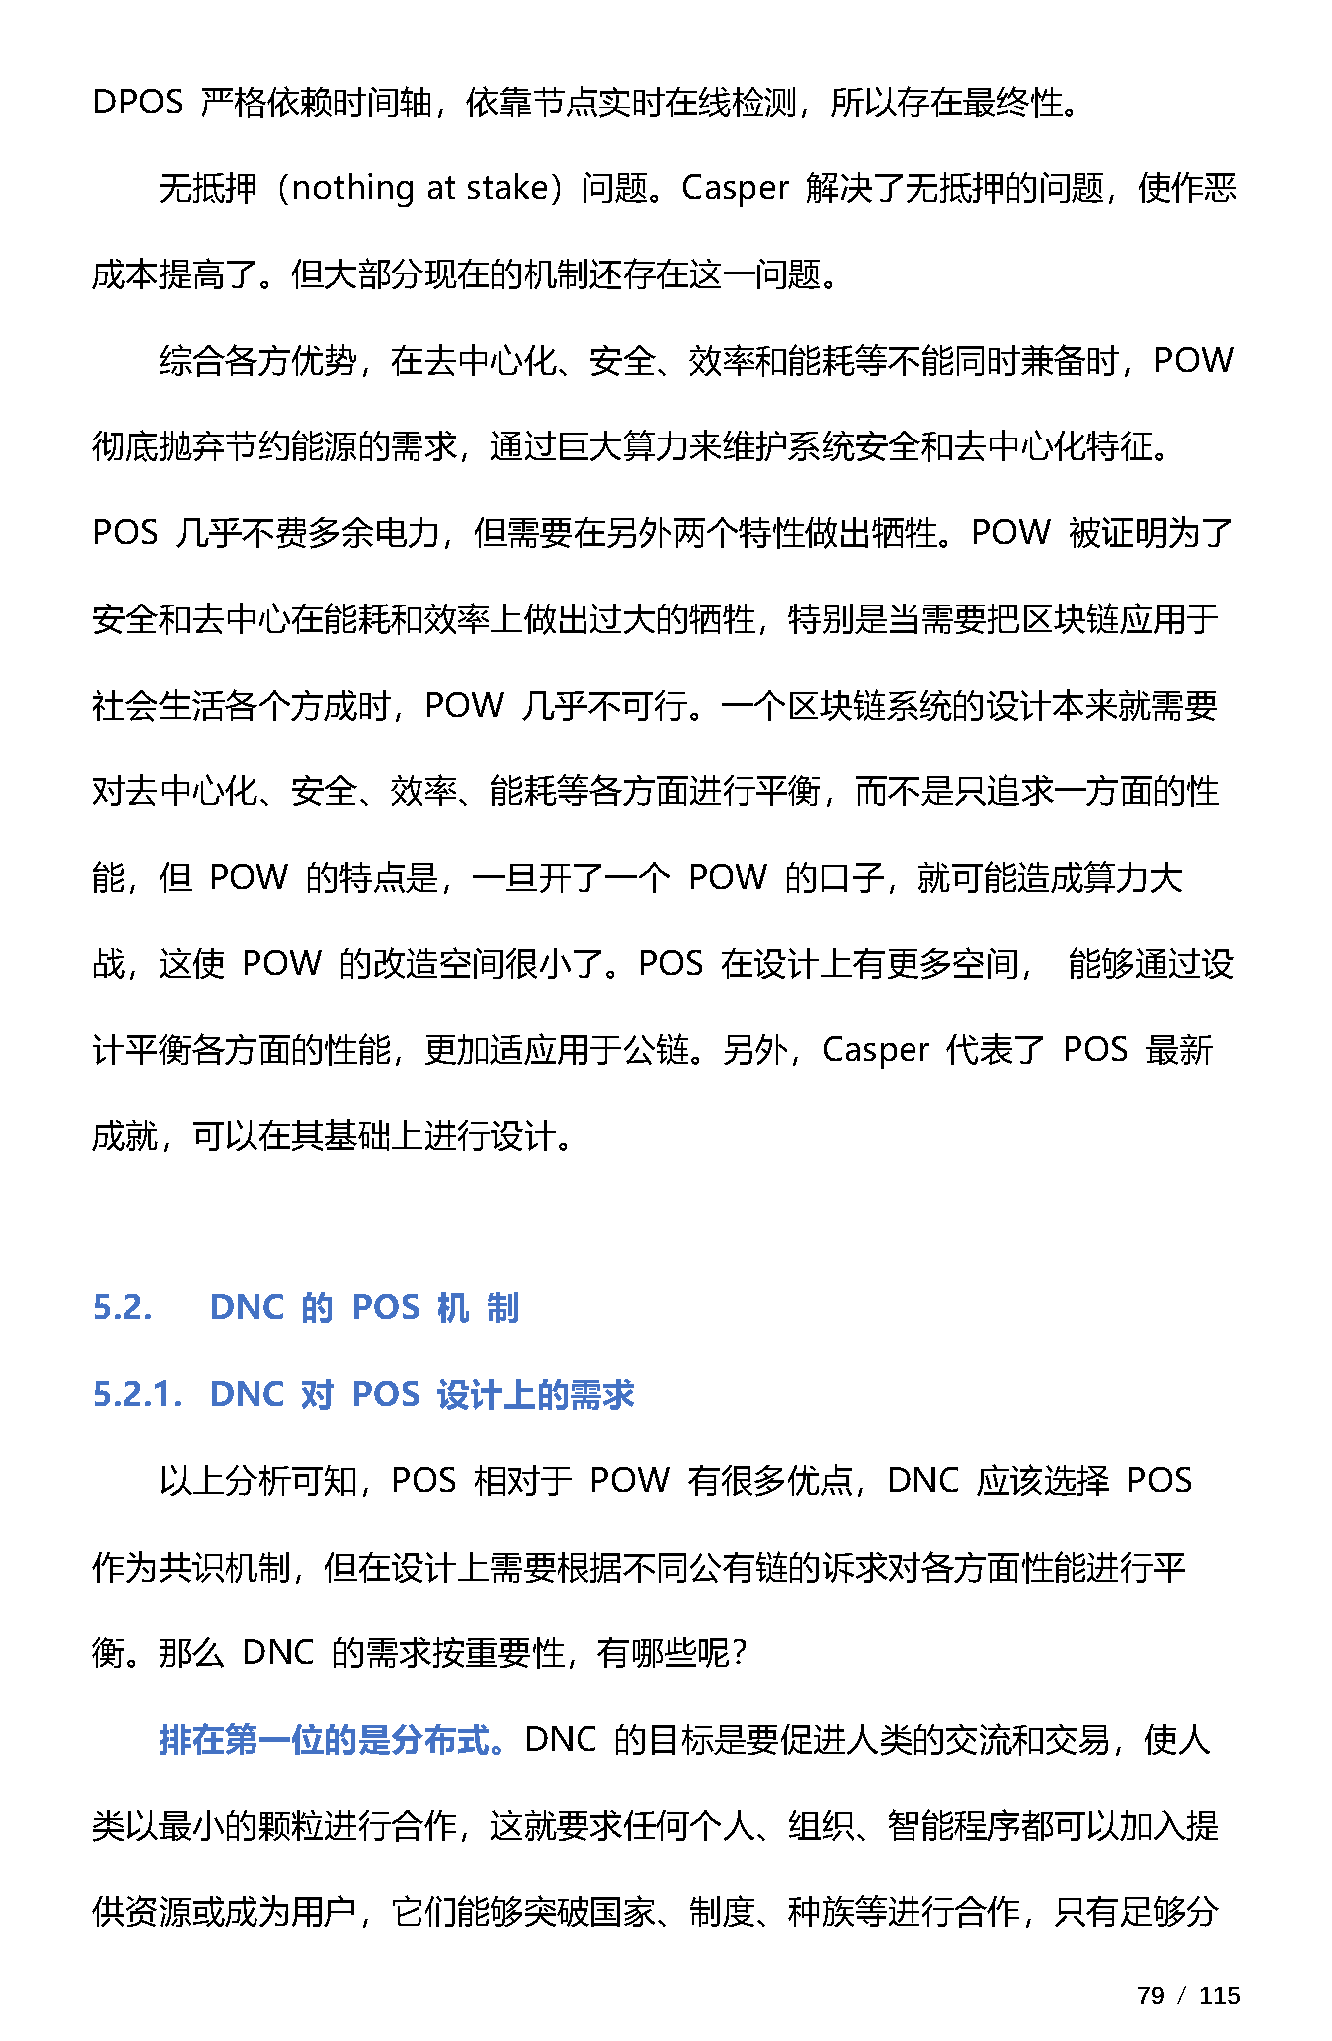 DPOS 严格依赖时间轴，依靠节点实时在线检测，所以存在最终性。
无抵押（nothing at stake）问题。Casper 解决了无抵押的问题，使作恶
成本提高了。但大部分现在的机制还存在这一问题。
综合各方优势，在去中心化、安全、效率和能耗等不能同时兼备时，POW
彻底抛弃节约能源的需求，通过巨大算力来维护系统安全和去中心化特征。
POS 几乎不费多余电力，但需要在另外两个特性做出牺牲。POW 被证明为了
安全和去中心在能耗和效率上做出过大的牺牲，特别是当需要把区块链应用于
社会生活各个方成时，POW 几乎不可行。一个区块链系统的设计本来就需要
对去中心化、安全、效率、能耗等各方面进行平衡，而不是只追求一方面的性
能，但 POW 的特点是，一旦开了一个 POW 的口子，就可能造成算力大
战，这使 POW 的改造空间很小了。POS 在设计上有更多空间， 能够通过设
计平衡各方面的性能，更加适应用于公链。另外，Casper 代表了 POS 最新
成就，可以在其基础上进行设计。
5.2. DNC 的 POS 机 制
5.2.1. DNC 对 POS 设计上的需求
以上分析可知，POS 相对于 POW 有很多优点，DNC 应该选择 POS
作为共识机制，但在设计上需要根据不同公有链的诉求对各方面性能进行平
衡。那么 DNC 的需求按重要性，有哪些呢？
排在第一位的是分布式。DNC 的目标是要促进人类的交流和交易，使人
类以最小的颗粒进行合作，这就要求任何个人、组织、智能程序都可以加入提
供资源或成为用户，它们能够突破国家、制度、种族等进行合作，只有足够分
79 / 115